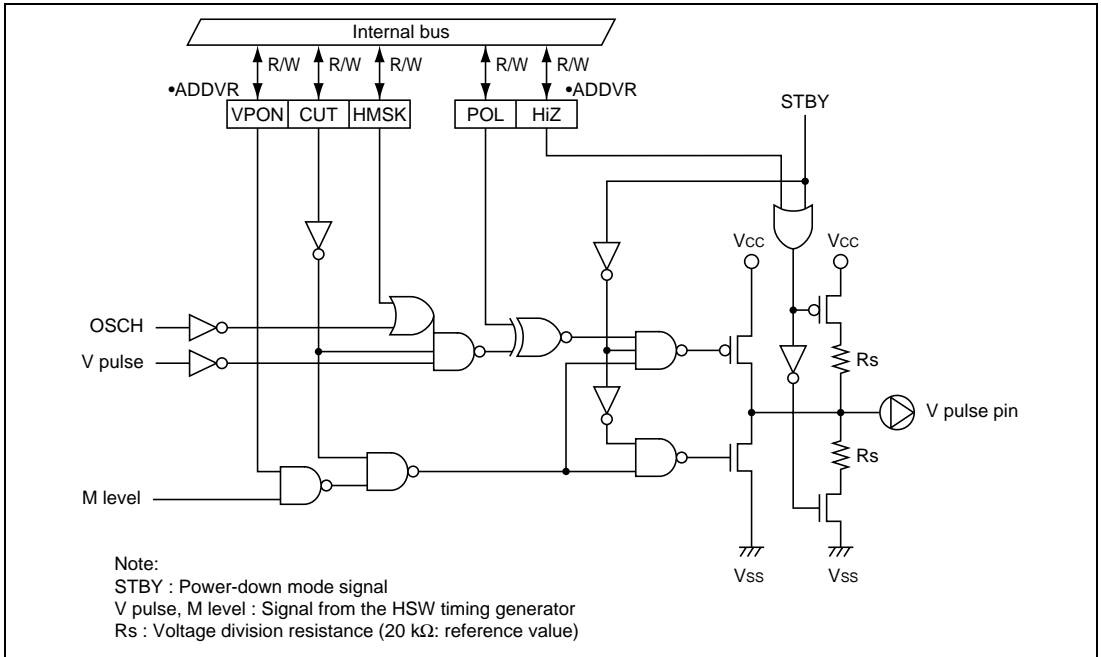 Internal bus
R/W R/W R/W R/W R/W
•ADDVR •ADDVR
VPON CUT HMSK POL HiZ
STBY
VCC VCC
OSCH
Rs
V pulse
V pulse pin
Rs
M level
VSS VSS
Note:
STBY : Power-down mode signal
V pulse, M level : Signal from the HSW timing generator
Rs : Voltage division resistance (20 kΩ: reference value)